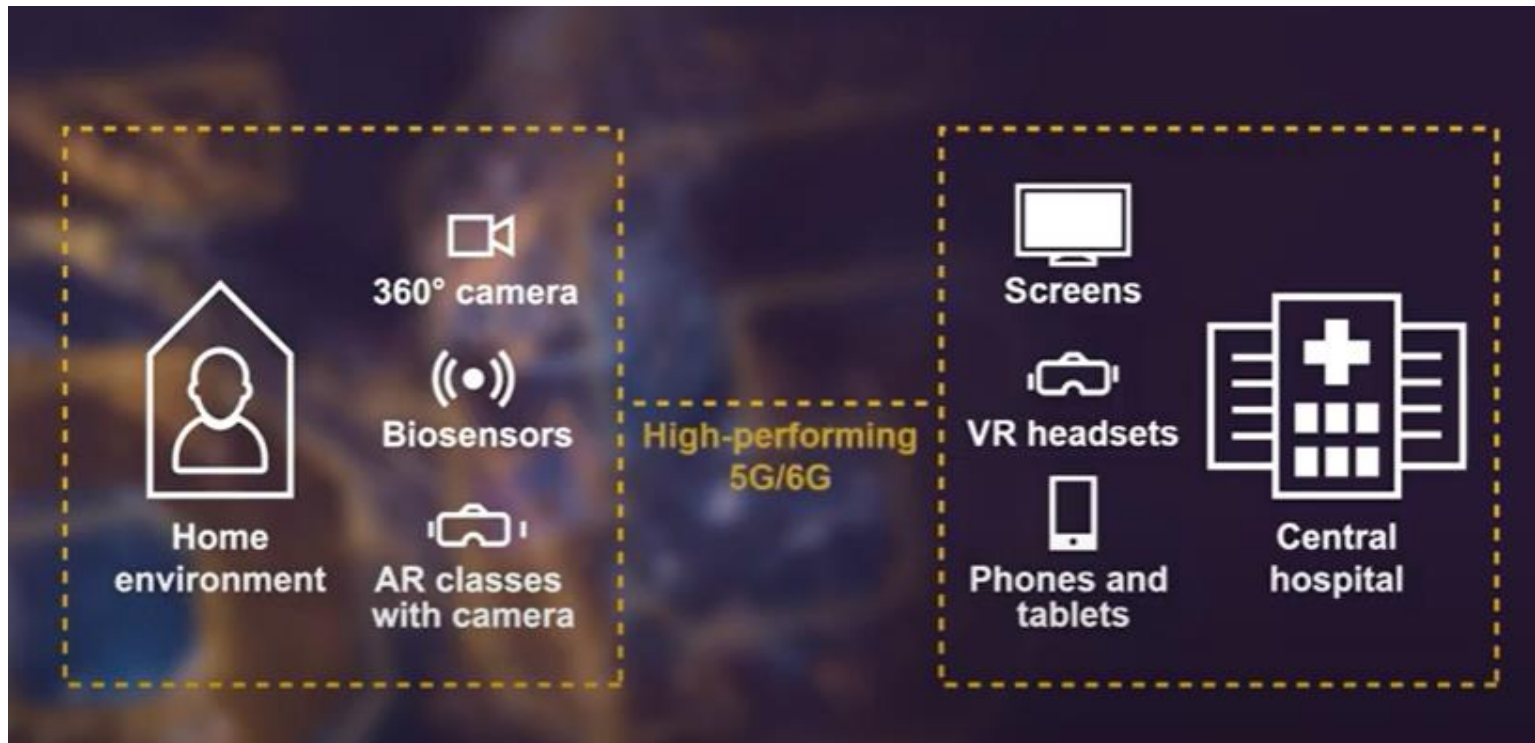 360° camera
Biosensors
AR classes
with camera
Home
environment
High-performing
5G/6G
Screens
VR headsets
Phones and
tablets
Central
hospital